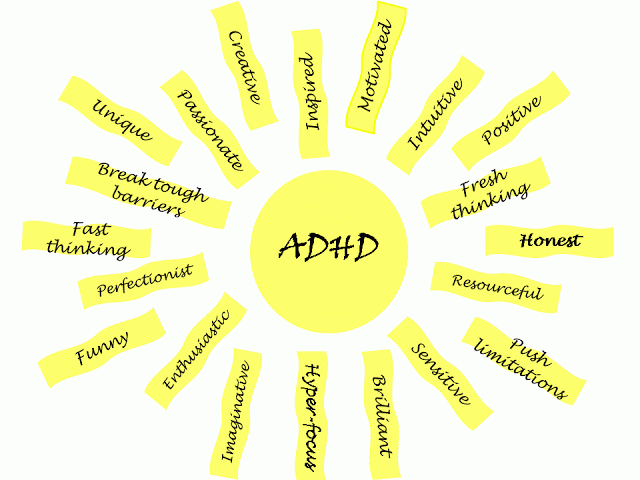 Creative
Inspired
Motivated
Intuitive
Positive
Passionate
Unique
Break tough
barriers
Fresh
thinking
Fast
thinking
ADHD
Honest
Perfectionist
Resourceful
Funny
Enthusiastic
Imaginative
Hyper-focus
Brilliant
Sensitive
Push
limitations